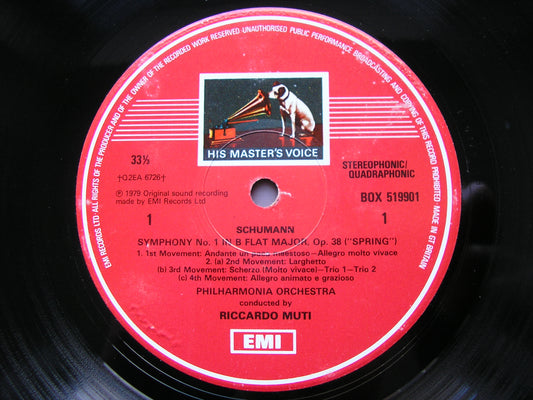 EMI RECORDS LTD ALL RIGHTS OF THE PRODUCER AND OF THE OWNER OF THE RECORDED WORK RESERVED·UNAUTHORISED PUBLIC PERFORMANCE BROADCASTING AND COPYING OF THIS RECORD PROHIBITED MADE IN GT BRITAIN
HIS MASTER'S VOICE
33⅓
†Q2EA 6726†
℗ 1979 Original sound recording
made by EMI Records Ltd
1
STEREOPHONIC/
QUADRAPHONIC
BOX 519901
1
SCHUMANN
SYMPHONY No. 1 IN B FLAT MAJOR, Op. 38 ("SPRING")
1. 1st Movement: Andante un poco maestoso—Allegro molto vivace
2. (a) 2nd Movement: Larghetto
(b) 3rd Movement: Scherzo (Molto vivace)—Trio 1—Trio 2
(c) 4th Movement: Allegro animato e grazioso
PHILHARMONIA ORCHESTRA
conducted by
RICCARDO MUTI
EMI